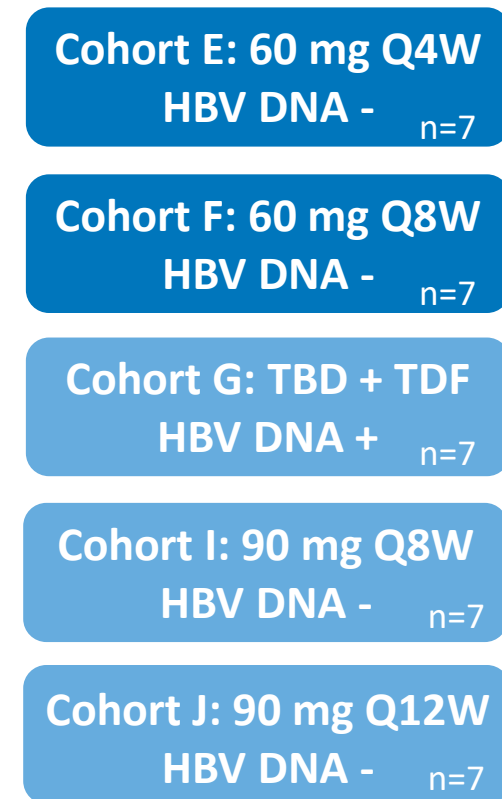 Cohort E: 60 mg Q4W
HBV DNA - n=7
Cohort F: 60 mg Q8W
HBV DNA - n=7
Cohort G: TBD + TDF
HBV DNA + n=7
Cohort I: 90 mg Q8W
HBV DNA - n=7
Cohort J: 90 mg Q12W
HBV DNA - n=7